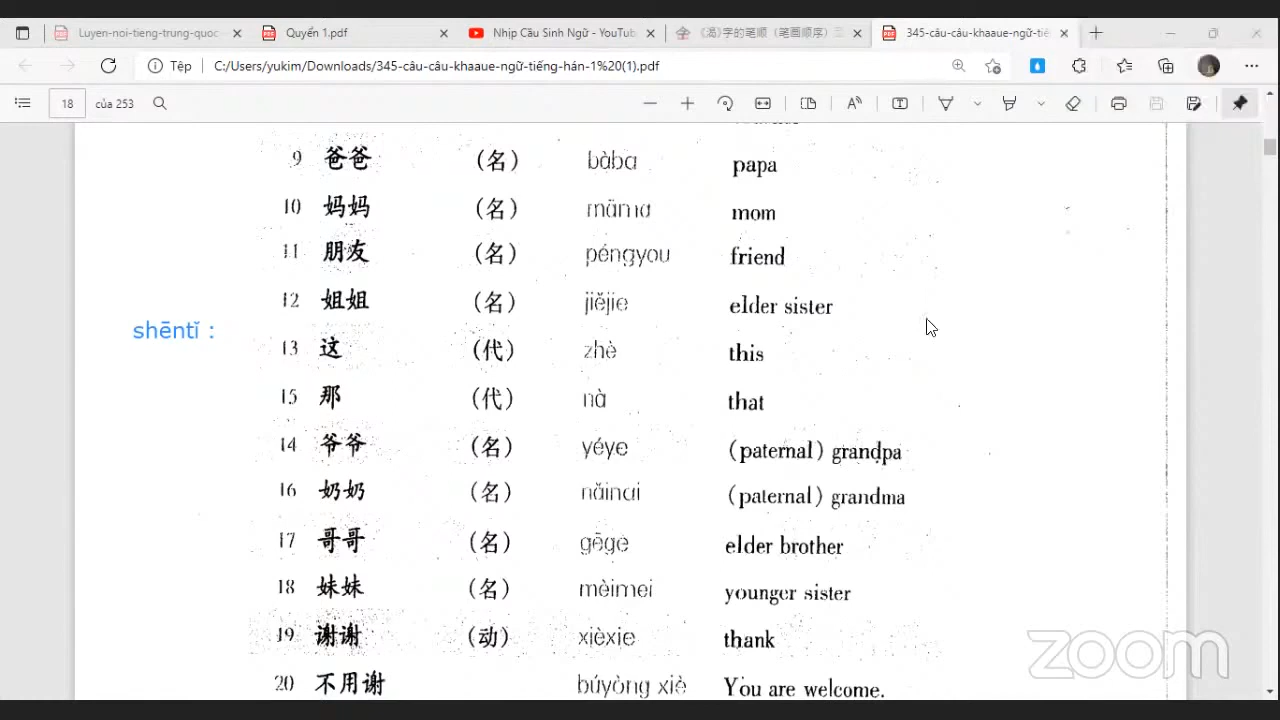 Luyen-noi-tieng-trung-quoc
Quyển 1.pdf
Nhịp Cầu Sinh Ngữ - YouTub
《涡》字的笔顺（笔画顺序）
345-câu-câu-khaaue-ngữ-tiế
Tệp
C:/Users/yukim/Downloads/345-câu-câu-khaaue-ngữ-tiếng-hán-1%20(1).pdf
18 của 253
9 爸爸 (名) bàba papa
10 妈妈 (名) māma mom
11 朋友 (名) péngyou friend
12 姐姐 (名) jiějie elder sister
shēntǐ :
13 这 (代) zhè this
15 那 (代) nà that
14 爷爷 (名) yéye (paternal) grandpa
16 奶奶 (名) nǎinai (paternal) grandma
17 哥哥 (名) gēge elder brother
18 妹妹 (名) mèimei younger sister
19 谢谢 (动) xièxie thank
20 不用谢 búyòng xiè You are welcome.
zoom